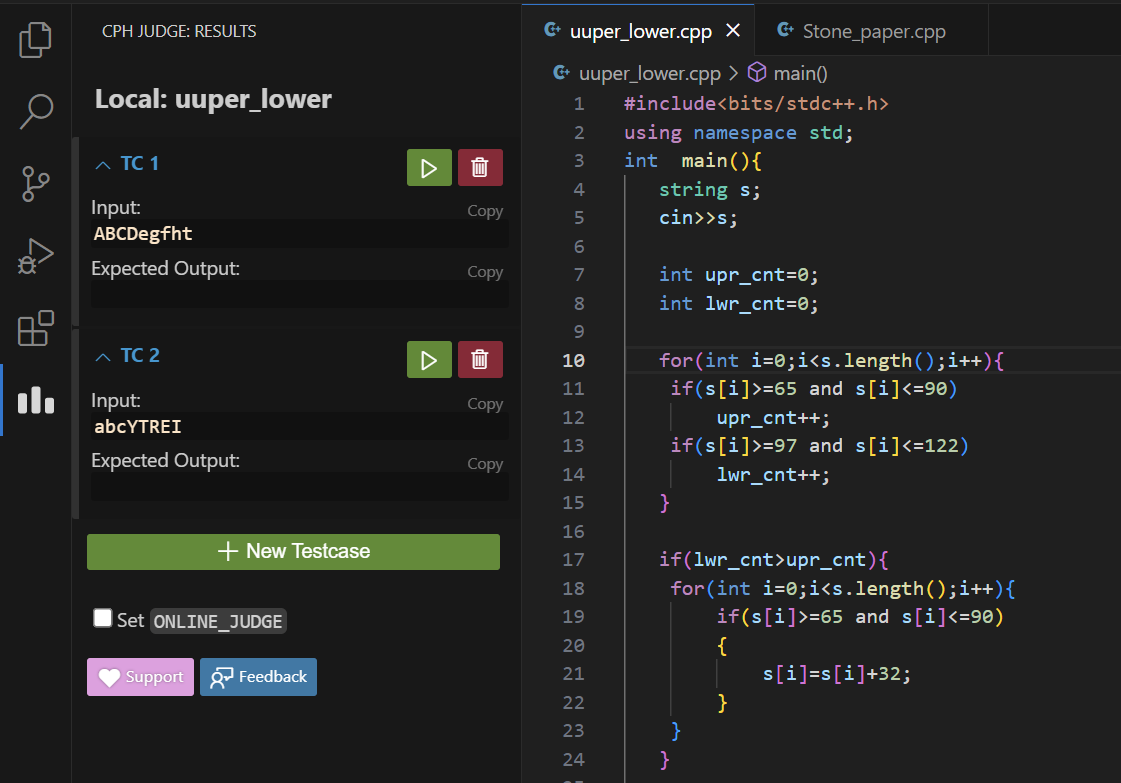 CPH JUDGE: RESULTS
Local: uuper_lower
TC 1
Input:
Copy
ABCDegfht
Expected Output:
Copy
TC 2
Input:
Copy
abcYTREI
Expected Output:
Copy
New Testcase
Set ONLINE_JUDGE
Support
Feedback
uuper_lower.cpp
Stone_paper.cpp
uuper_lower.cpp > main()
1 #include<bits/stdc++.h>
2 using namespace std;
3 int  main(){
4    string s;
5    cin>>s;
6
7    int upr_cnt=0;
8    int lwr_cnt=0;
9
10    for(int i=0;i<s.length();i++){
11     if(s[i]>=65 and s[i]<=90)
12         upr_cnt++;
13     if(s[i]>=97 and s[i]<=122)
14         lwr_cnt++;
15    }
16
17    if(lwr_cnt>upr_cnt){
18     for(int i=0;i<s.length();i++){
19         if(s[i]>=65 and s[i]<=90)
20         {
21             s[i]=s[i]+32;
22         }
23     }
24    }